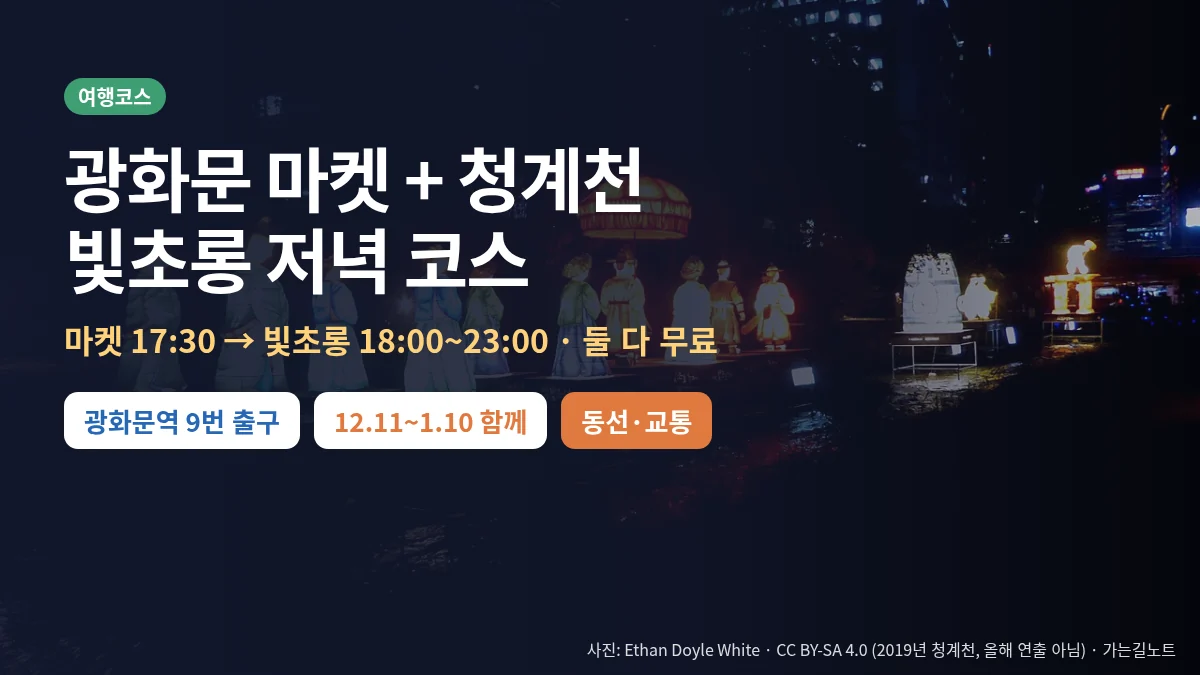 여행코스
광화문 마켓 + 청계천
빛초롱 저녁 코스
마켓 17:30 → 빛초롱 18:00~23:00 · 둘 다 무료
광화문역 9번 출구
12.11~1.10 함께
동선·교통
사진: Ethan Doyle White · CC BY-SA 4.0 (2019년 청계천, 올해 연출 아님) · 가는길노트